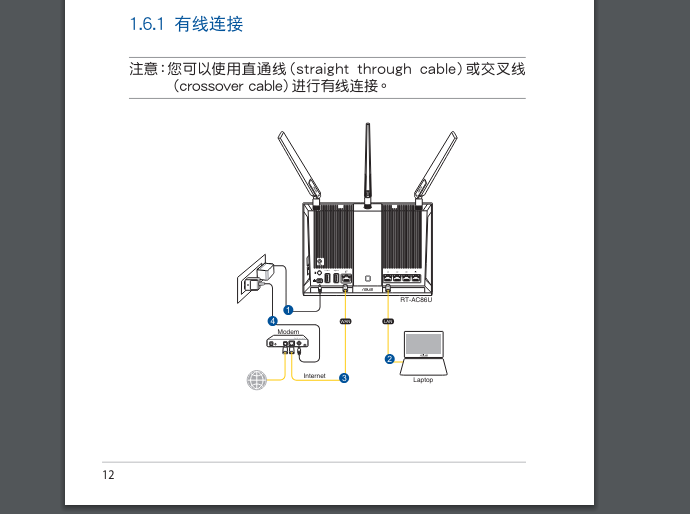 1.6.1 有线连接
注意：您可以使用直通线（straight through cable）或交叉线
（crossover cable）进行有线连接。
RT-AC86U
1
WAN
LAN
4
Modem
2
Internet
3
Laptop
12